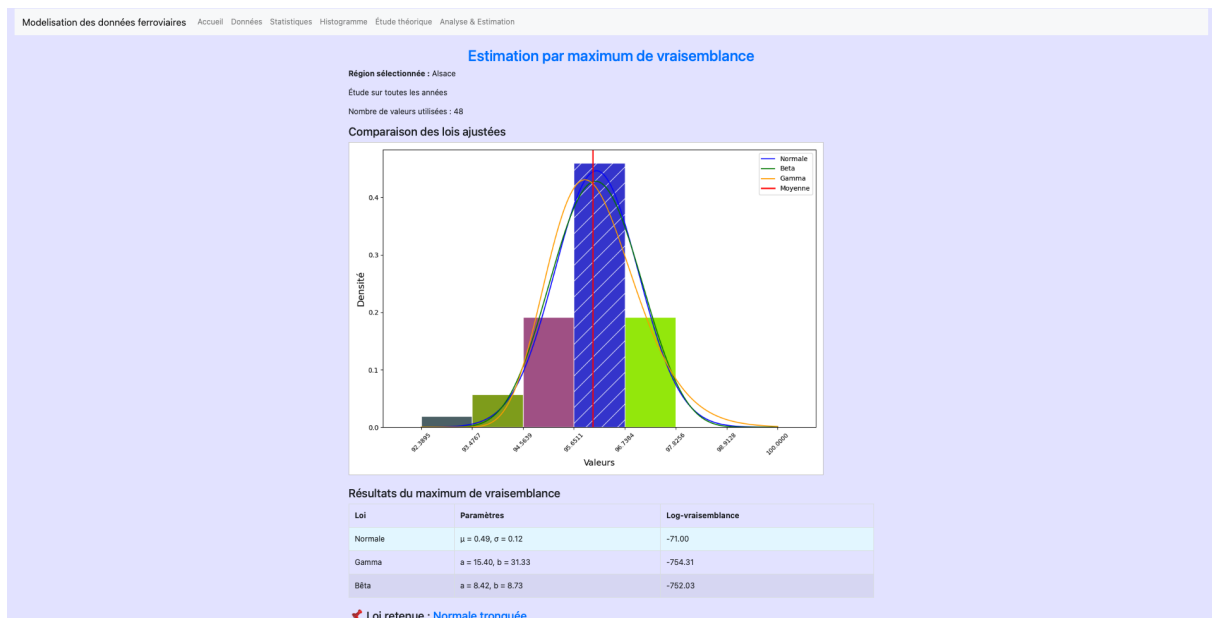 Modelisation des données ferroviaires Accueil Données Statistiques Histogramme Étude théorique Analyse & Estimation
Estimation par maximum de vraisemblance
Région sélectionnée : Alsace
Étude sur toutes les années
Nombre de valeurs utilisées : 48
Comparaison des lois ajustées
Normale
Beta
Gamma
Moyenne
0.4
0.3
0.2
0.1
0.0
Densité
92.3895 93.4767 94.5639 95.6511 96.7384 97.8256 98.9128 100.0000
Valeurs
Résultats du maximum de vraisemblance
Loi Paramètres Log-vraisemblance
Normale μ = 0.49, σ = 0.12 -71.00
Gamma a = 15.40, b = 31.33 -754.31
Bêta a = 8.42, b = 8.73 -752.03
Loi retenue : Normale tronquée